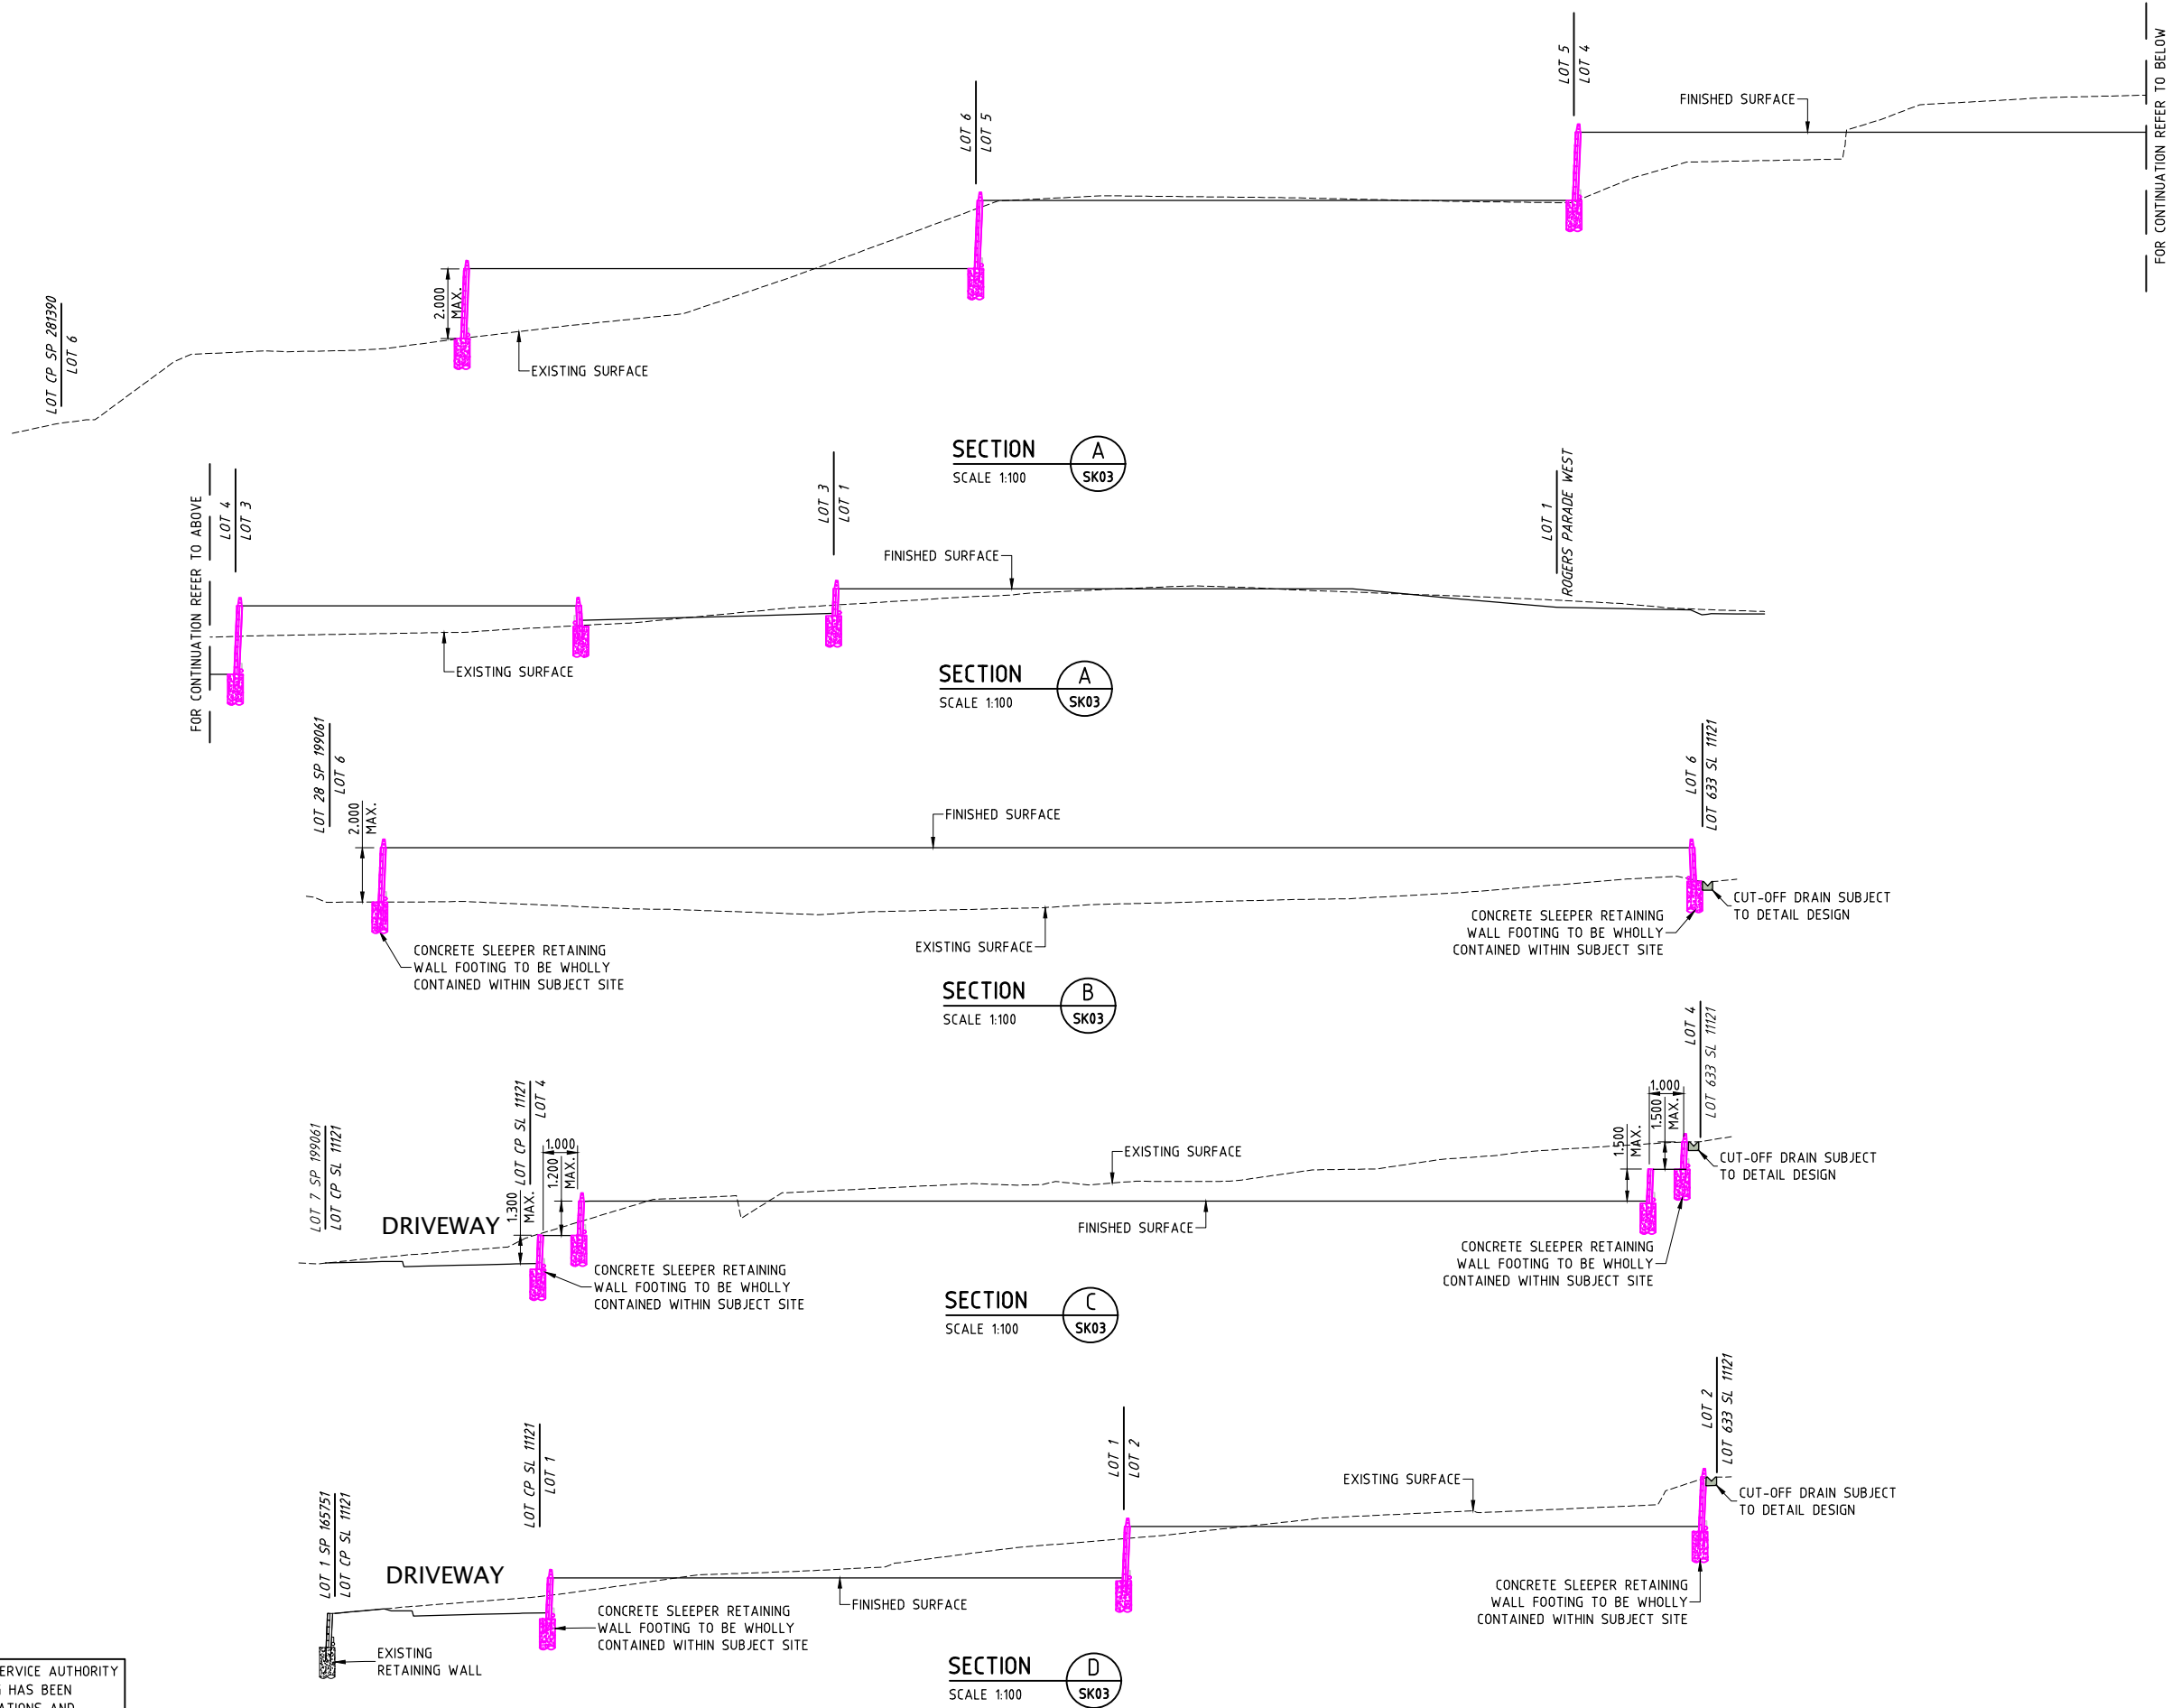 LOT 5
LOT 4
FINISHED SURFACE
FOR CONTINUATION REFER TO BELOW
LOT 6
LOT 5
2.000
MAX.
LOT CP SP 281390
LOT 6
EXISTING SURFACE
SECTION A
SCALE 1:100 SK03
FOR CONTINUATION REFER TO ABOVE
LOT 4
LOT 3
LOT 3
LOT 1
LOT 1
ROGERS PARADE WEST
FINISHED SURFACE
EXISTING SURFACE
SECTION A
SCALE 1:100 SK03
LOT 28 SP 199061
LOT 6
2.000
MAX.
FINISHED SURFACE
LOT 6
LOT 633 SL 11121
CUT-OFF DRAIN SUBJECT
TO DETAIL DESIGN
CONCRETE SLEEPER RETAINING
WALL FOOTING TO BE WHOLLY
CONTAINED WITHIN SUBJECT SITE
EXISTING SURFACE
CONCRETE SLEEPER RETAINING
WALL FOOTING TO BE WHOLLY
CONTAINED WITHIN SUBJECT SITE
SECTION B
SCALE 1:100 SK03
LOT 7 SP 199061
LOT CP SL 11121
DRIVEWAY
LOT CP SL 11121
LOT 4
1.300
MAX.
1.000
1.200
MAX.
EXISTING SURFACE
FINISHED SURFACE
1.500
MAX.
1.000
1.500
MAX.
LOT 4
LOT 633 SL 11121
CUT-OFF DRAIN SUBJECT
TO DETAIL DESIGN
CONCRETE SLEEPER RETAINING
WALL FOOTING TO BE WHOLLY
CONTAINED WITHIN SUBJECT SITE
CONCRETE SLEEPER RETAINING
WALL FOOTING TO BE WHOLLY
CONTAINED WITHIN SUBJECT SITE
SECTION C
SCALE 1:100 SK03
LOT 1 SP 165751
LOT CP SL 11121
DRIVEWAY
LOT CP SL 11121
LOT 1
LOT 1
LOT 2
EXISTING SURFACE
LOT 2
LOT 633 SL 11121
CUT-OFF DRAIN SUBJECT
TO DETAIL DESIGN
FINISHED SURFACE
CONCRETE SLEEPER RETAINING
WALL FOOTING TO BE WHOLLY
CONTAINED WITHIN SUBJECT SITE
CONCRETE SLEEPER RETAINING
WALL FOOTING TO BE WHOLLY
CONTAINED WITHIN SUBJECT SITE
EXISTING
RETAINING WALL
SECTION D
SCALE 1:100 SK03
ERVICE AUTHORITY
HAS BEEN
ATIONS AND